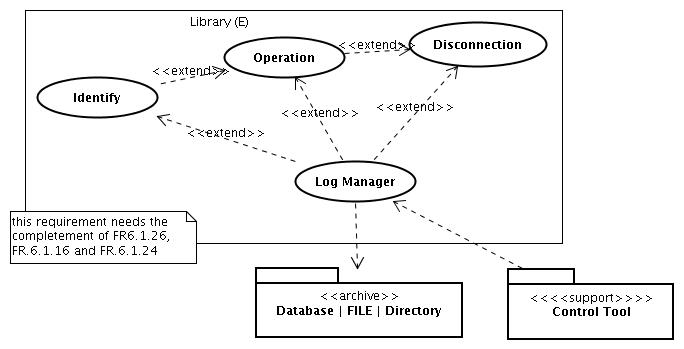 Library (E)
Disconnection
<<extend>>
Operation
<<extend>>
Identify
<<extend>>
<<extend>>
<<extend>>
Log Manager
this requirement needs the
completement of FR6.1.26,
FR.6.1.16 and FR.6.1.24
<<archive>>
Database | FILE | Directory
<<<<support>>>>
Control Tool